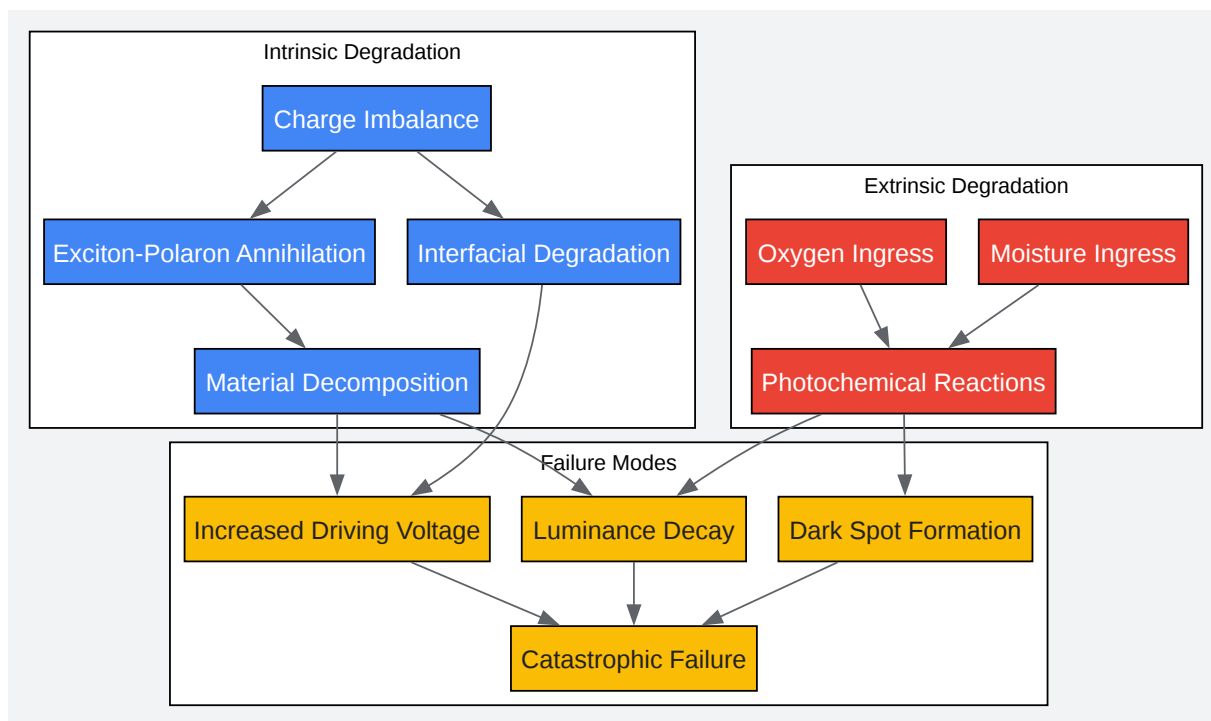 Intrinsic Degradation
Charge Imbalance
Exciton-Polaron Annihilation
Interfacial Degradation
Material Decomposition
Extrinsic Degradation
Oxygen Ingress
Moisture Ingress
Photochemical Reactions
Failure Modes
Increased Driving Voltage
Luminance Decay
Dark Spot Formation
Catastrophic Failure